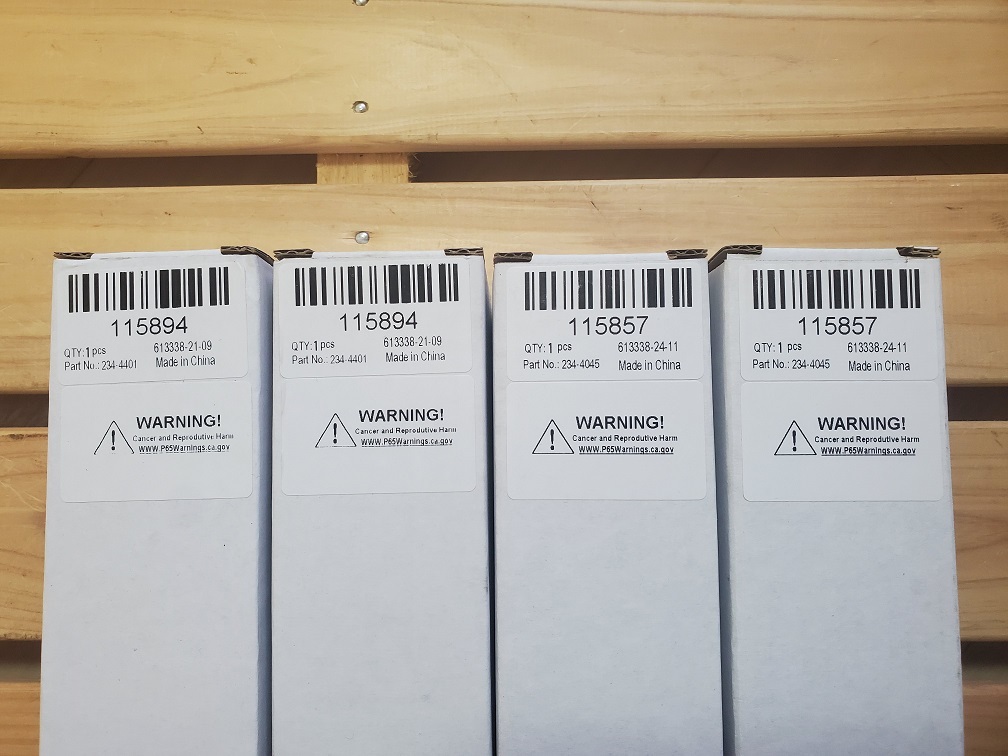 115894
QTY: 1 pcs 613338-21-09
Part No.: 234-4401 Made in China
WARNING!
Cancer and Reprodutive Harm
WWW.P65Warnings.ca.gov
115894
QTY: 1 pcs 613338-21-09
Part No.: 234-4401 Made in China
WARNING!
Cancer and Reprodutive Harm
WWW.P65Warnings.ca.gov
115857
QTY: 1 pcs 613338-24-11
Part No.: 234-4045 Made in China
WARNING!
Cancer and Reprodutive Harm
WWW.P65Warnings.ca.gov
115857
QTY: 1 pcs 613338-24-11
Part No.: 234-4045 Made in China
WARNING!
Cancer and Reprodutive Harm
WWW.P65Warnings.ca.gov